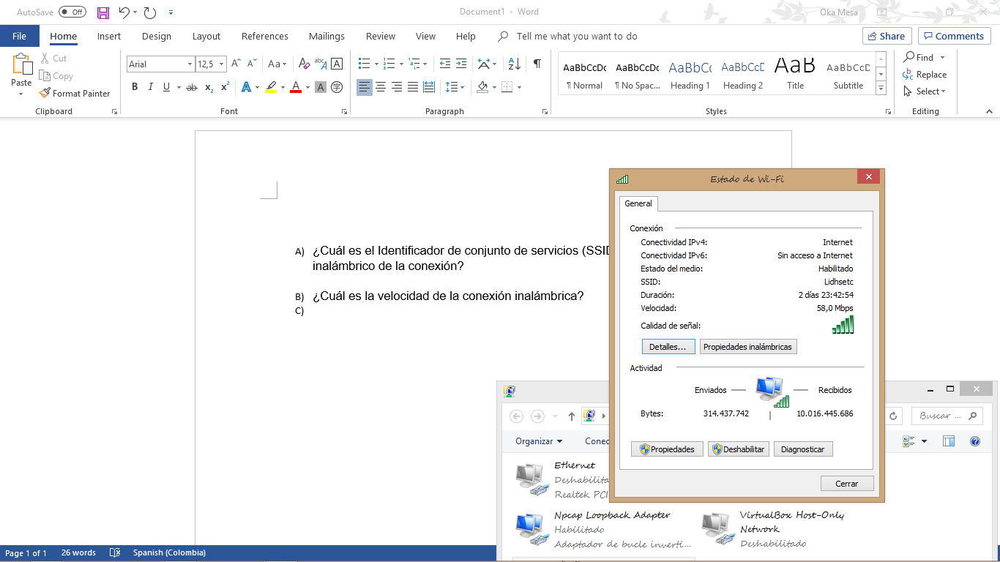 AutoSave Off
Document1 - Word
Oka Mesa
File Home Insert Design Layout References Mailings Review View Help Tell me what you want to do
Share Comments
Paste
Cut
Copy
Format Painter
Clipboard
Arial 12,5
Font
Paragraph
AaBbCcDc AaBbCcDc AaBbCc AaBbCcD AaB AaBbCcD
¶ Normal ¶ No Spac... Heading 1 Heading 2 Title Subtitle
Styles
Find
Replace
Select
Editing
A) ¿Cuál es el Identificador de conjunto de servicios (SSID
inalámbrico de la conexión?
B) ¿Cuál es la velocidad de la conexión inalámbrica?
C)
Estado de Wi-Fi
General
Conexión
Conectividad IPv4: Internet
Conectividad IPv6: Sin acceso a Internet
Estado del medio: Habilitado
SSID: Lidhsetc
Duración: 2 días 23:42:54
Velocidad: 58,0 Mbps
Calidad de señal:
Detalles... Propiedades inalámbricas
Actividad
Enviados — — Recibidos
Bytes: 314.437.742 | 10.016.445.686
Propiedades Deshabilitar Diagnosticar
Cerrar
Buscar ...
Organizar Conec
Ethernet
Deshabilita
Realtek PCI
Npcap Loopback Adapter
Habilitado
Adaptador de bucle inverti...
VirtualBox Host-Only
Network
Deshabilitado
Page 1 of 1 26 words Spanish (Colombia)